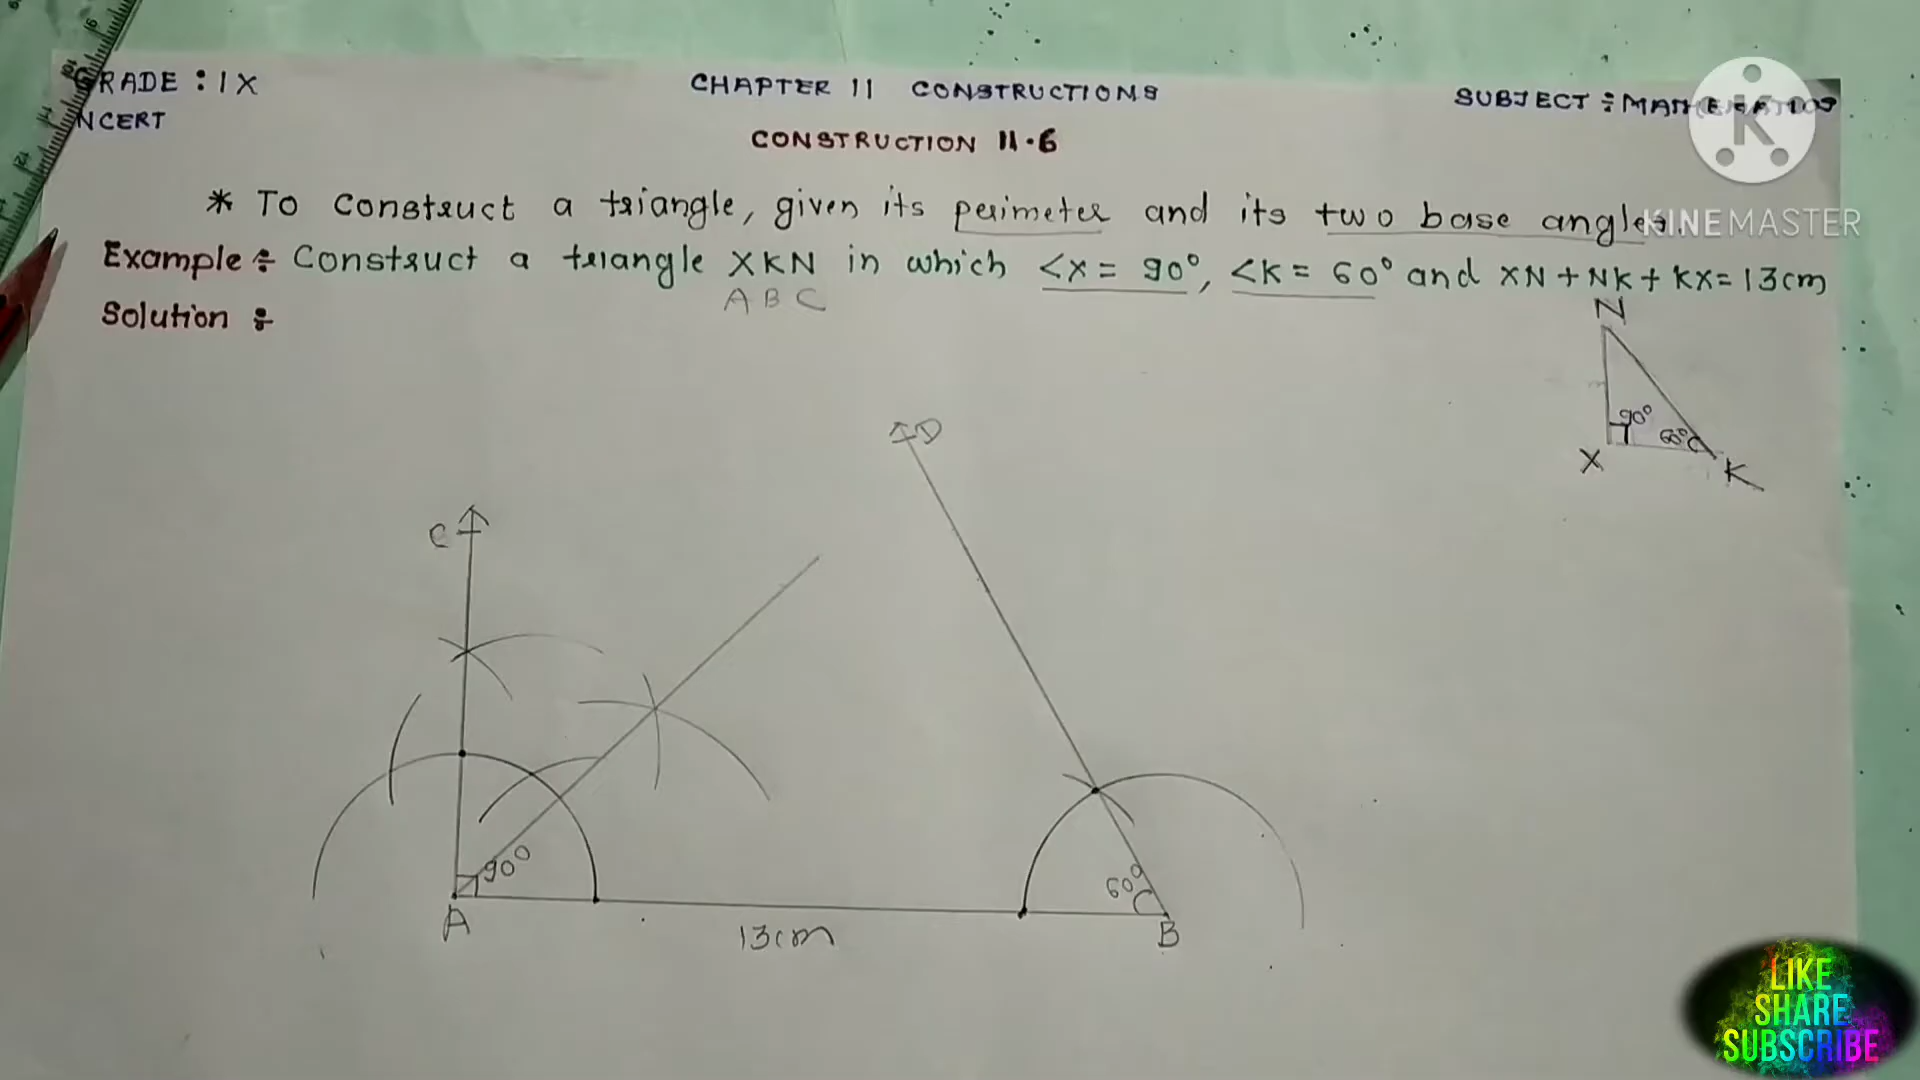 GRADE : IX
CHAPTER 11 CONSTRUCTIONS
SUBJECT : MATHEMATICS
NCERT
CONSTRUCTION 11.6
K
KINEMASTER
* To construct a triangle, given its perimeter and its two base angles.
Example : Construct a triangle XKN in which <X = 90°, <K = 60° and XN + NK + KX = 13cm
A B C
Solution :
N
90°
60°
X
K
D
C
90°
60°
A
13cm
B
LIKE
SHARE
SUBSCRIBE